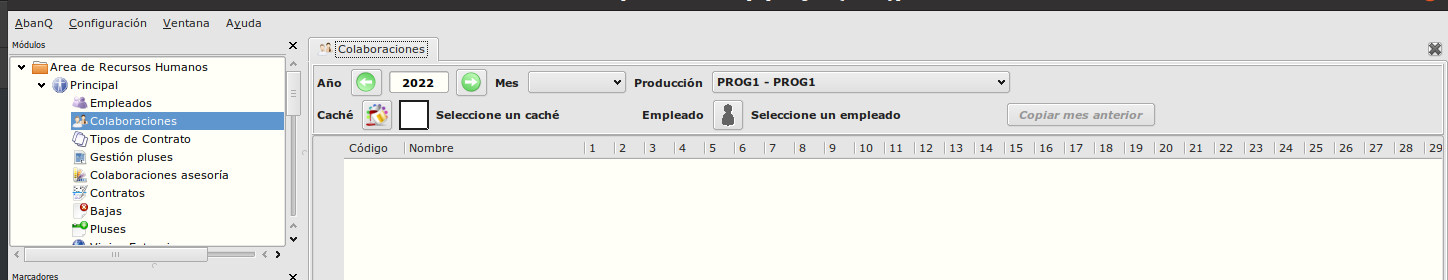 AbanQ Configuración Ventana Ayuda
Módulos
Area de Recursos Humanos
Principal
Empleados
Colaboraciones
Tipos de Contrato
Gestión pluses
Colaboraciones asesoría
Contratos
Bajas
Pluses
Marcadores
Colaboraciones
Año 2022 Mes Producción PROG1 - PROG1
Caché Seleccione un caché Empleado Seleccione un empleado Copiar mes anterior
Código Nombre 1 2 3 4 5 6 7 8 9 10 11 12 13 14 15 16 17 18 19 20 21 22 23 24 25 26 27 28 29